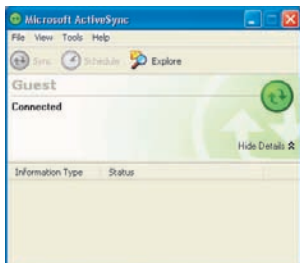 Microsoft ActiveSync
File View Tools Help
Sync Schedule Explore
Guest
Connected
Hide Details
Information Type Status